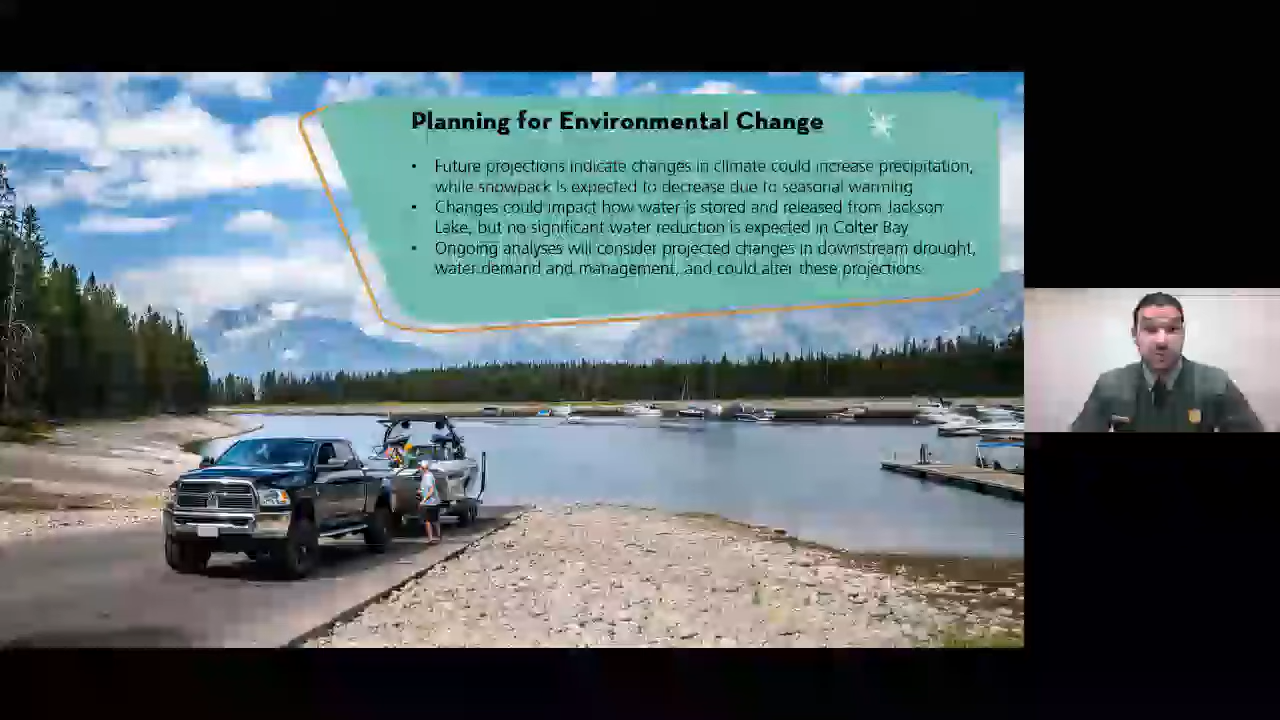 Planning for Environmental Change
• Future projections indicate changes in climate could increase precipitation,
while snowpack is expected to decrease due to seasonal warming
• Changes could impact how water is stored and released from Jackson
Lake, but no significant water reduction is expected in Colter Bay
• Ongoing analyses will consider projected changes in downstream drought,
water demand and management, and could alter these projections